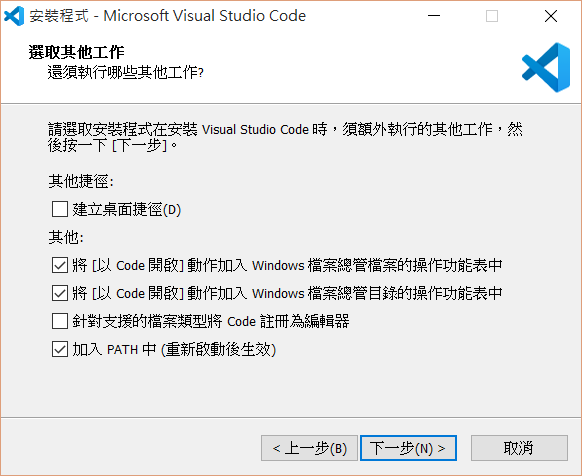 安裝程式 - Microsoft Visual Studio Code
選取其他工作
還須執行哪些其他工作?
請選取安裝程式在安裝 Visual Studio Code 時，須額外執行的其他工作，然
後按一下 [下一步]。
其他捷徑:
建立桌面捷徑(D)
其他:
將 [以 Code 開啟] 動作加入 Windows 檔案總管檔案的操作功能表中
將 [以 Code 開啟] 動作加入 Windows 檔案總管目錄的操作功能表中
針對支援的檔案類型將 Code 註冊為編輯器
加入 PATH 中 (重新啟動後生效)
< 上一步(B) 下一步(N) > 取消